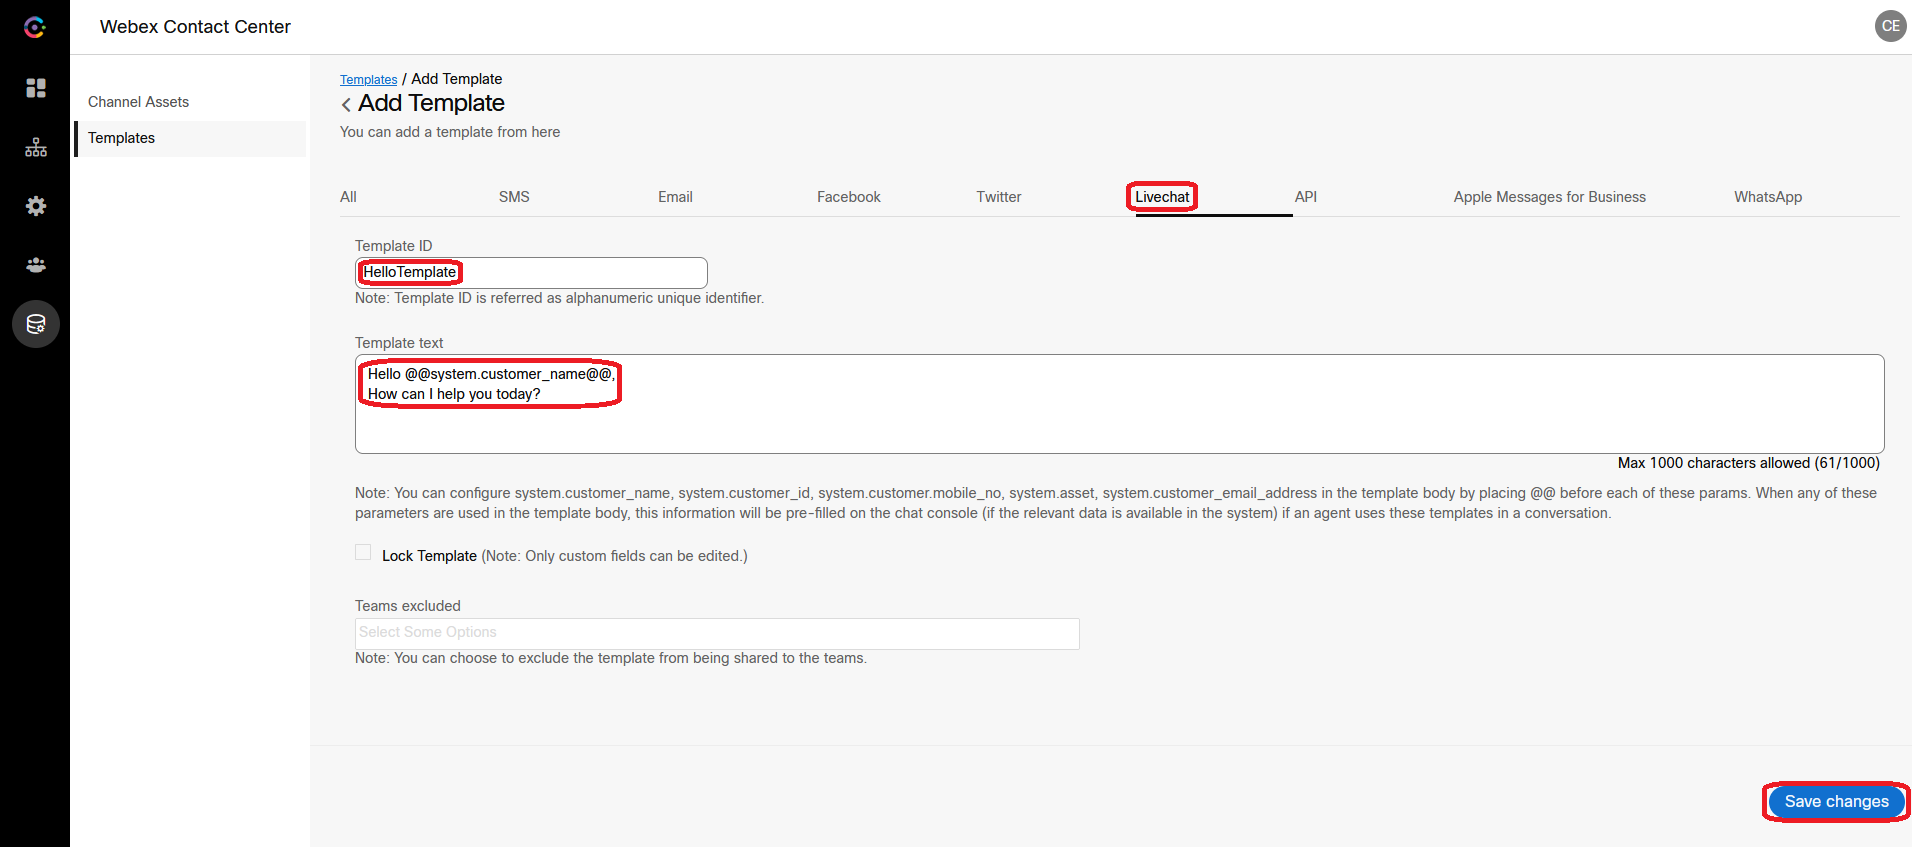 Webex Contact Center
CE
Channel Assets
Templates
Templates / Add Template
Add Template
You can add a template from here
All SMS Email Facebook Twitter Livechat API Apple Messages for Business WhatsApp
Template ID
HelloTemplate
Note: Template ID is referred as alphanumeric unique identifier.
Template text
Hello @@system.customer_name@@,
How can I help you today?
Max 1000 characters allowed (61/1000)
Note: You can configure system.customer_name, system.customer_id, system.customer.mobile_no, system.asset, system.customer_email_address in the template body by placing @@ before each of these params. When any of these
parameters are used in the template body, this information will be pre-filled on the chat console (if the relevant data is available in the system) if an agent uses these templates in a conversation.
Lock Template (Note: Only custom fields can be edited.)
Teams excluded
Select Some Options
Note: You can choose to exclude the template from being shared to the teams.
Save changes